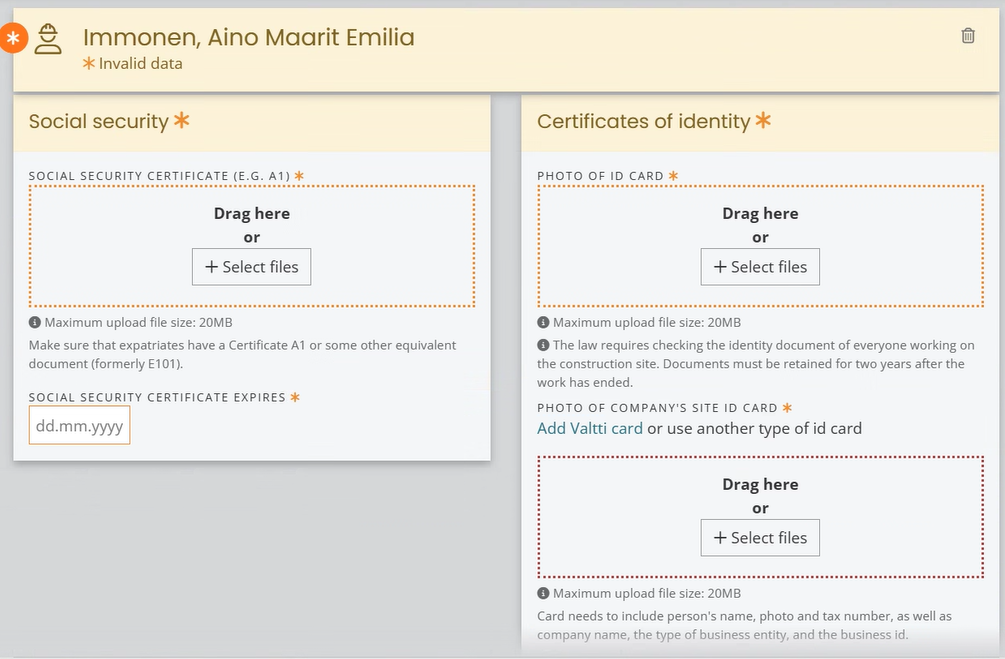 Immonen, Aino Maarit Emilia
* Invalid data
Social security *
SOCIAL SECURITY CERTIFICATE (E.G. A1) *
Drag here
or
+ Select files
Maximum upload file size: 20MB
Make sure that expatriates have a Certificate A1 or some other equivalent
document (formerly E101).
SOCIAL SECURITY CERTIFICATE EXPIRES *
dd.mm.yyyy
Certificates of identity *
PHOTO OF ID CARD *
Drag here
or
+ Select files
Maximum upload file size: 20MB
The law requires checking the identity document of everyone working on
the construction site. Documents must be retained for two years after the
work has ended.
PHOTO OF COMPANY'S SITE ID CARD *
Add Valtti card or use another type of id card
Drag here
or
+ Select files
Maximum upload file size: 20MB
Card needs to include person's name, photo and tax number, as well as
company name, the type of business entity, and the business id.